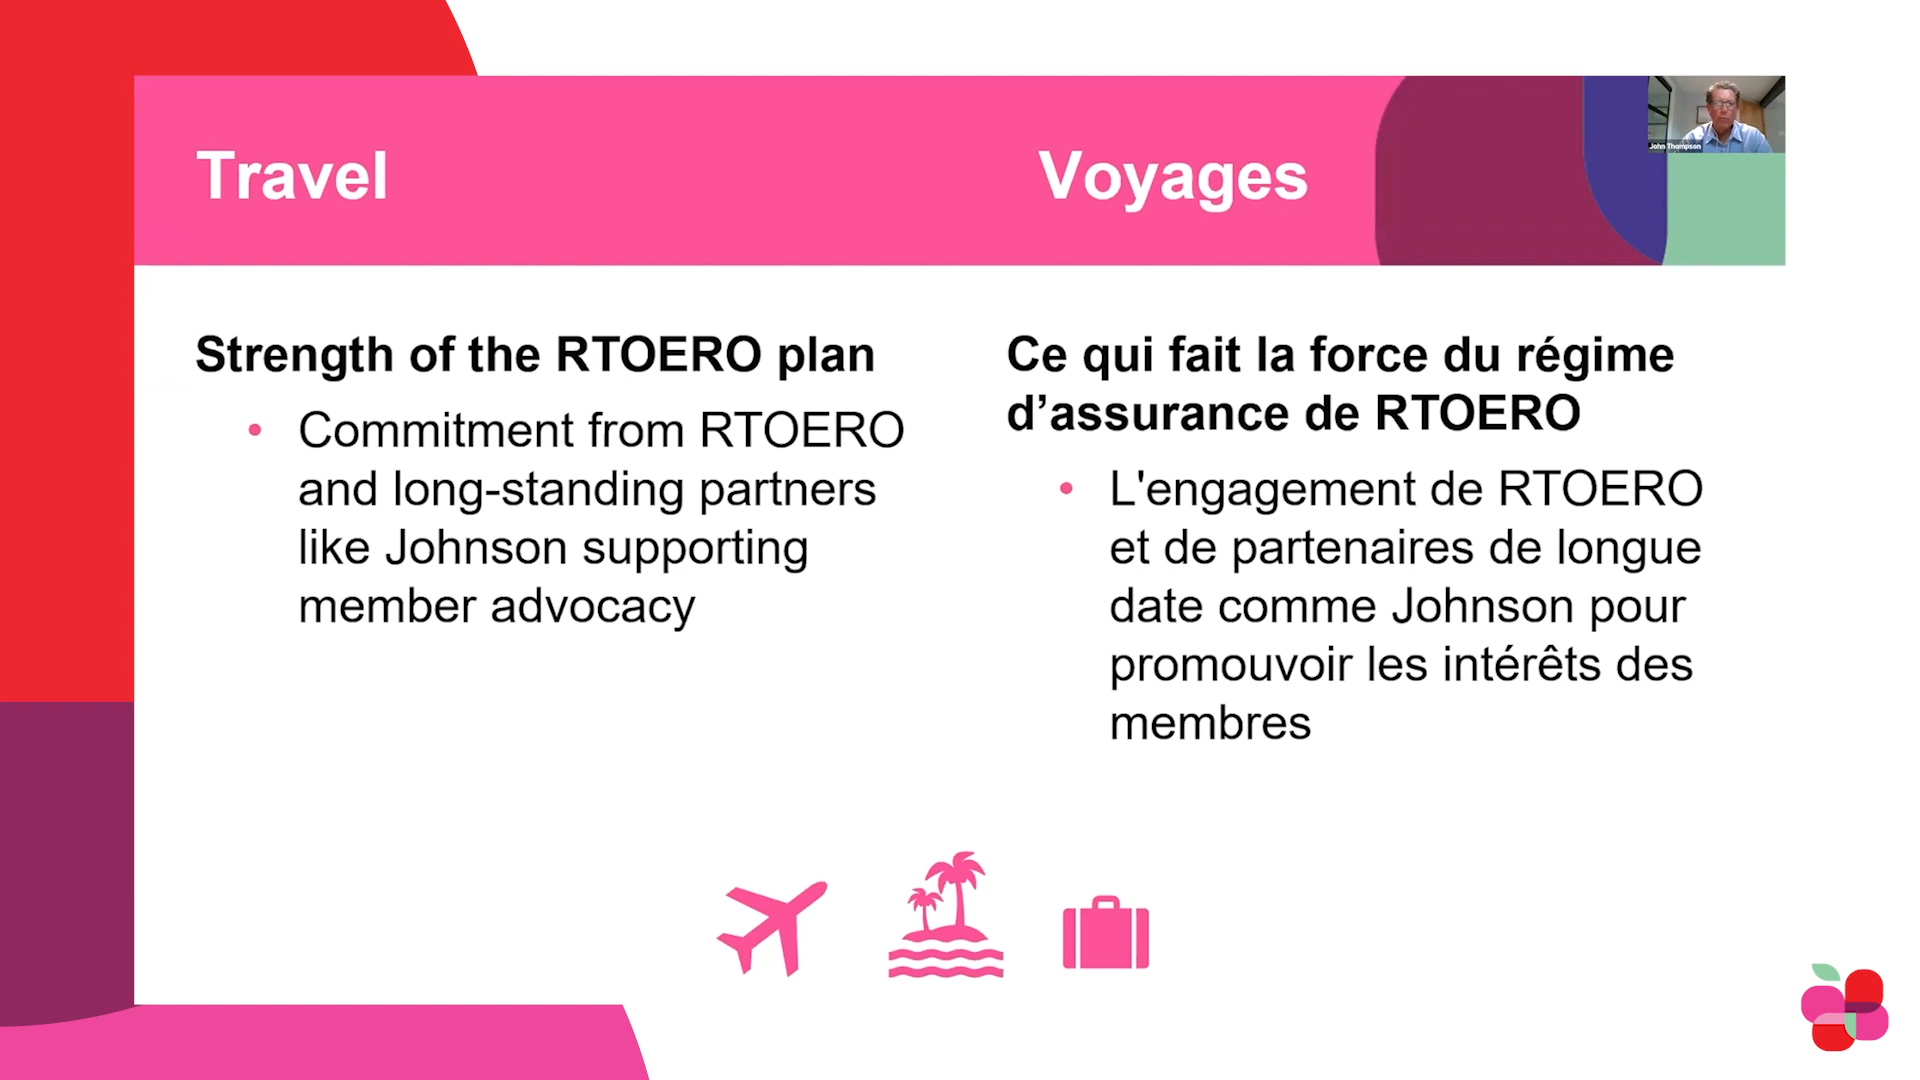 Travel
Voyages
John Thompson
Strength of the RTOERO plan
• Commitment from RTOERO
and long-standing partners
like Johnson supporting
member advocacy
Ce qui fait la force du régime
d’assurance de RTOERO
• L'engagement de RTOERO
et de partenaires de longue
date comme Johnson pour
promouvoir les intérêts des
membres